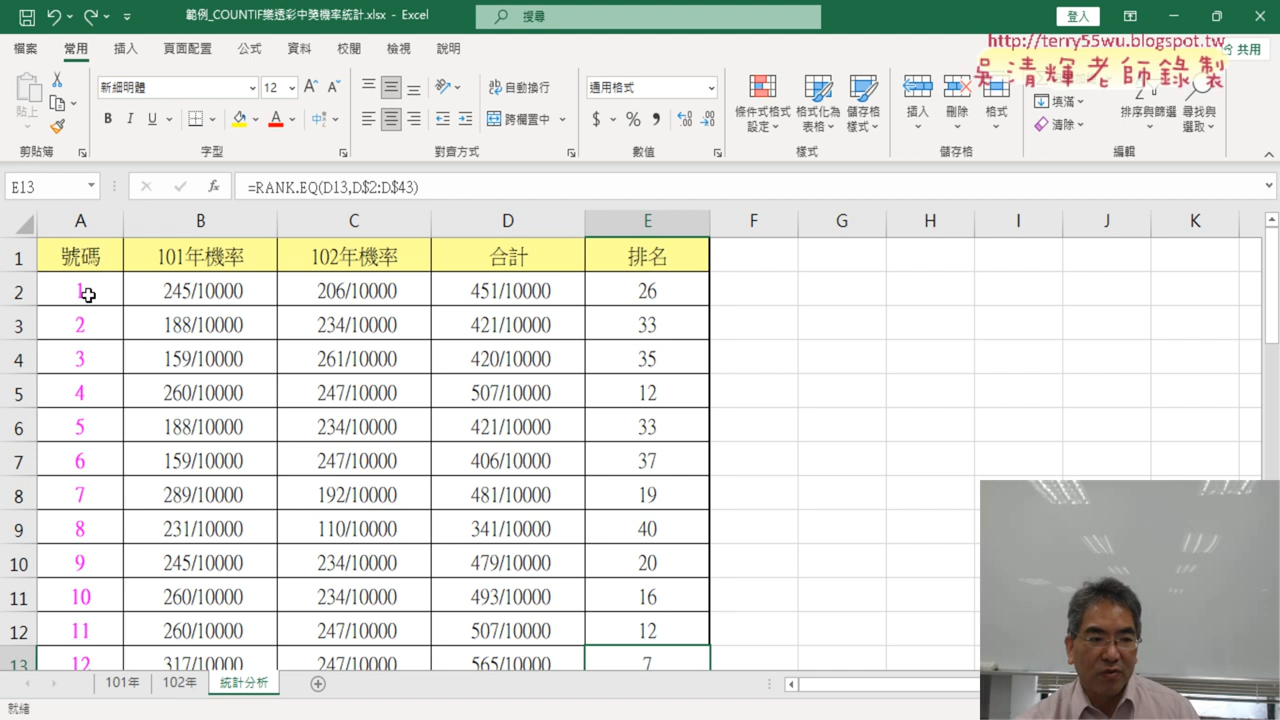 範例_COUNTIF樂透彩中獎機率統計.xlsx - Excel
搜尋
登入
http://terry55wu.blogspot.tw
吳清輝老師錄製
檔案 常用 插入 頁面配置 公式 資料 校閱 檢視 說明 共用
貼上 新細明體 12 自動換行 通用格式 條件式格式設定 格式化為表格 儲存格樣式 插入 刪除 格式 填滿 清除 排序與篩選 尋找與選取
B I U 跨欄置中 $ % ,
剪貼簿 字型 對齊方式 數值 樣式 儲存格 編輯
E13 fx =RANK.EQ(D13,D$2:D$43)
A B C D E F G H I J K
1 號碼 101年機率 102年機率 合計 排名
2 1 245/10000 206/10000 451/10000 26
3 2 188/10000 234/10000 421/10000 33
4 3 159/10000 261/10000 420/10000 35
5 4 260/10000 247/10000 507/10000 12
6 5 188/10000 234/10000 421/10000 33
7 6 159/10000 247/10000 406/10000 37
8 7 289/10000 192/10000 481/10000 19
9 8 231/10000 110/10000 341/10000 40
10 9 245/10000 234/10000 479/10000 20
11 10 260/10000 234/10000 493/10000 16
12 11 260/10000 247/10000 507/10000 12
13 12 317/10000 247/10000 565/10000 7
101年 102年 統計分析
就緒